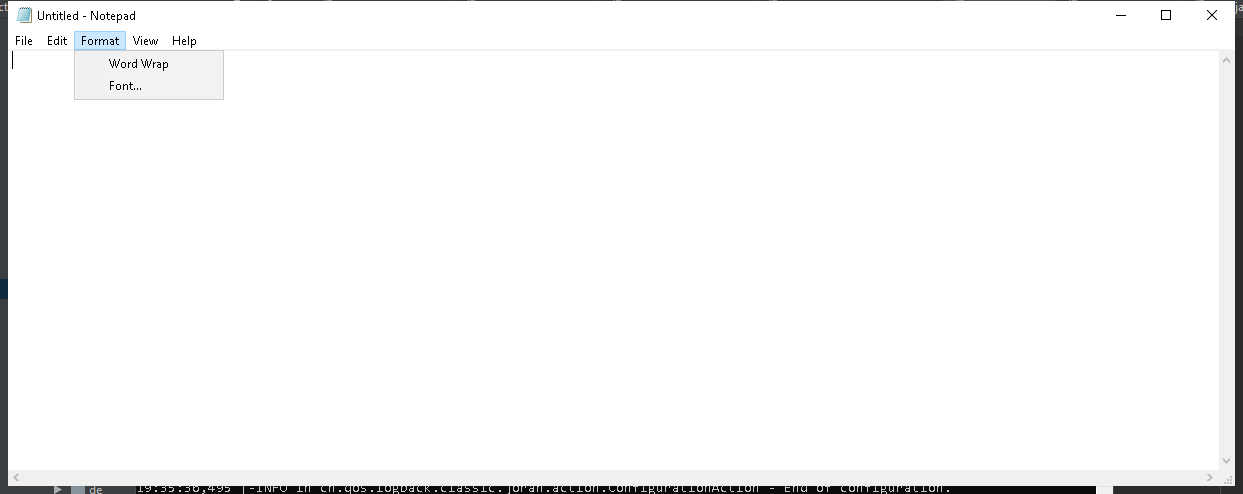 Untitled - Notepad
File Edit Format View Help
Word Wrap
Font...
de 19:35:36,495 |-INFO in ch.qos.logback.classic.joran.action.ConfigurationAction - End of configuration.